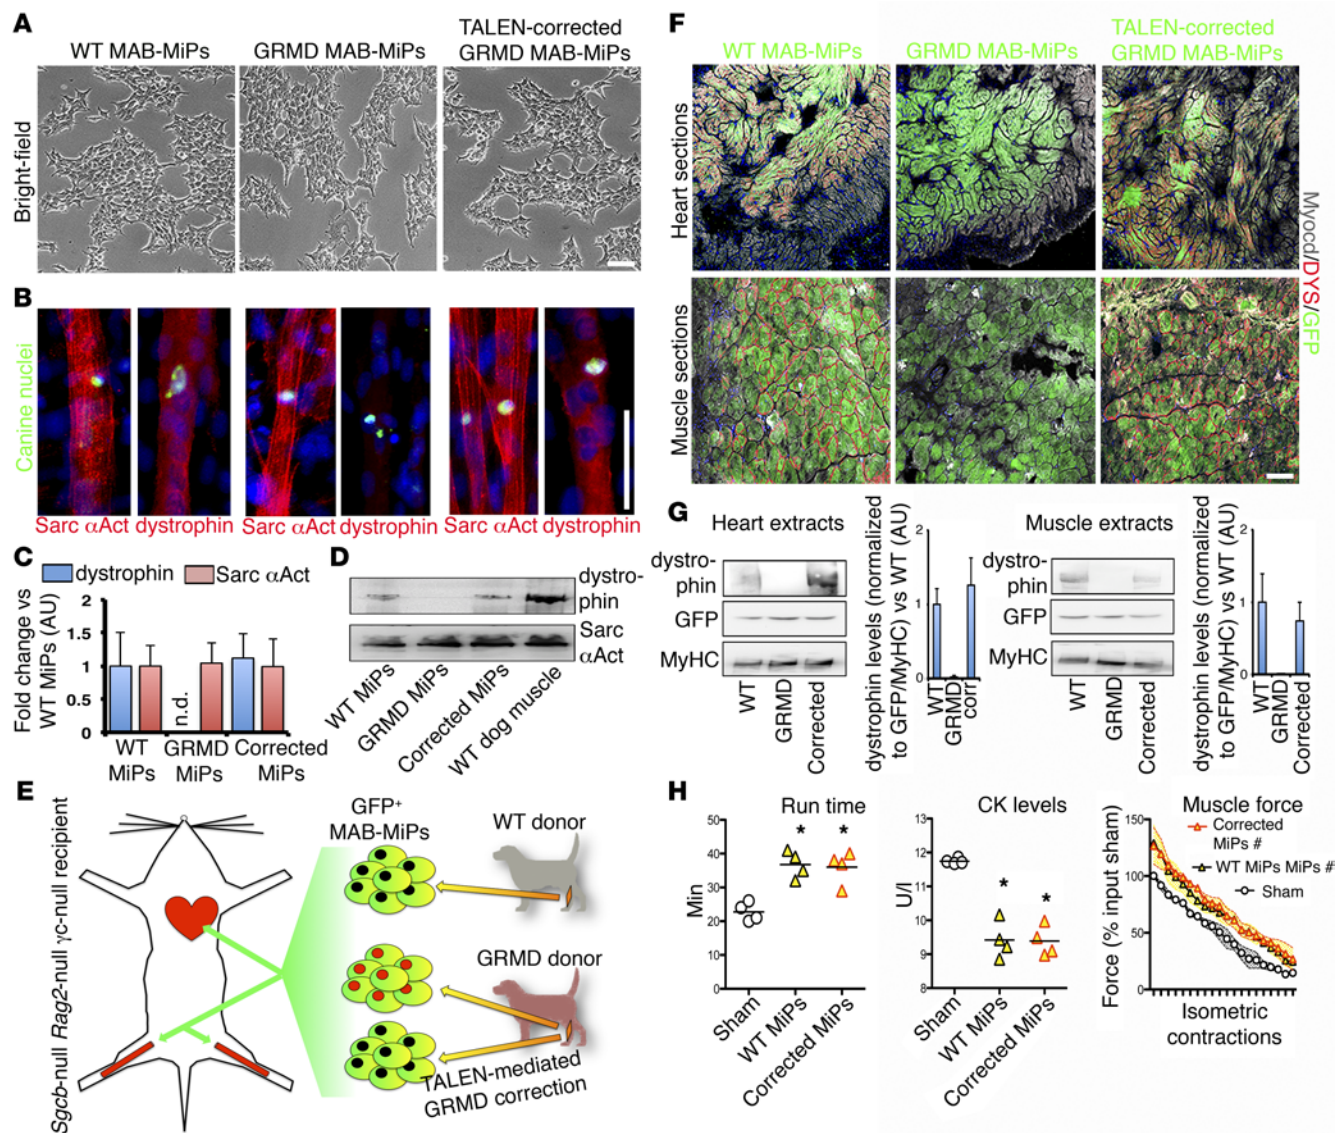 A
WT MAB-MiPs
GRMD MAB-MiPs
TALEN-corrected
GRMD MAB-MiPs
Bright-field
B
Canine nuclei
Sarc αAct
dystrophin
Sarc αAct
dystrophin
Sarc αAct
dystrophin
C
dystrophin
Sarc αAct
Fold change vs
WT MiPs (AU)
2
1.5
1
0.5
0
n.d.
WT
MiPs
GRMD
MiPs
Corrected
MiPs
D
dystro-
phin
Sarc
αAct
WT MiPs
GRMD MiPs
Corrected MiPs
WT dog muscle
E
Sgcb-null Rag2-null γc-null recipient
GFP+
MAB-MiPs
WT donor
GRMD donor
TALEN-mediated
GRMD correction
F
WT MAB-MiPs
GRMD MAB-MiPs
TALEN-corrected
GRMD MAB-MiPs
Heart sections
Muscle sections
Myocd/DYS/GFP
G
Heart extracts
dystro-
phin
GFP
MyHC
WT
GRMD
Corrected
dystrophin levels (normalized
to GFP/MyHC) vs WT (AU)
2
1
0
WT
GRMD
corr
Muscle extracts
dystro-
phin
GFP
MyHC
WT
GRMD
Corrected
dystrophin levels (normalized
to GFP/MyHC) vs WT (AU)
2
1
0
WT
GRMD
Corrected
H
Run time
Min
50
40
30
20
10
0
* *
Sham
WT MiPs
Corrected MiPs
CK levels
U/l
13
12
11
10
9
8
* *
Sham
WT MiPs
Corrected MiPs
Muscle force
Corrected
MiPs #
WT MiPs MiPs #
Sham
Force (% input sham)
150
100
50
0
Isometric
contractions